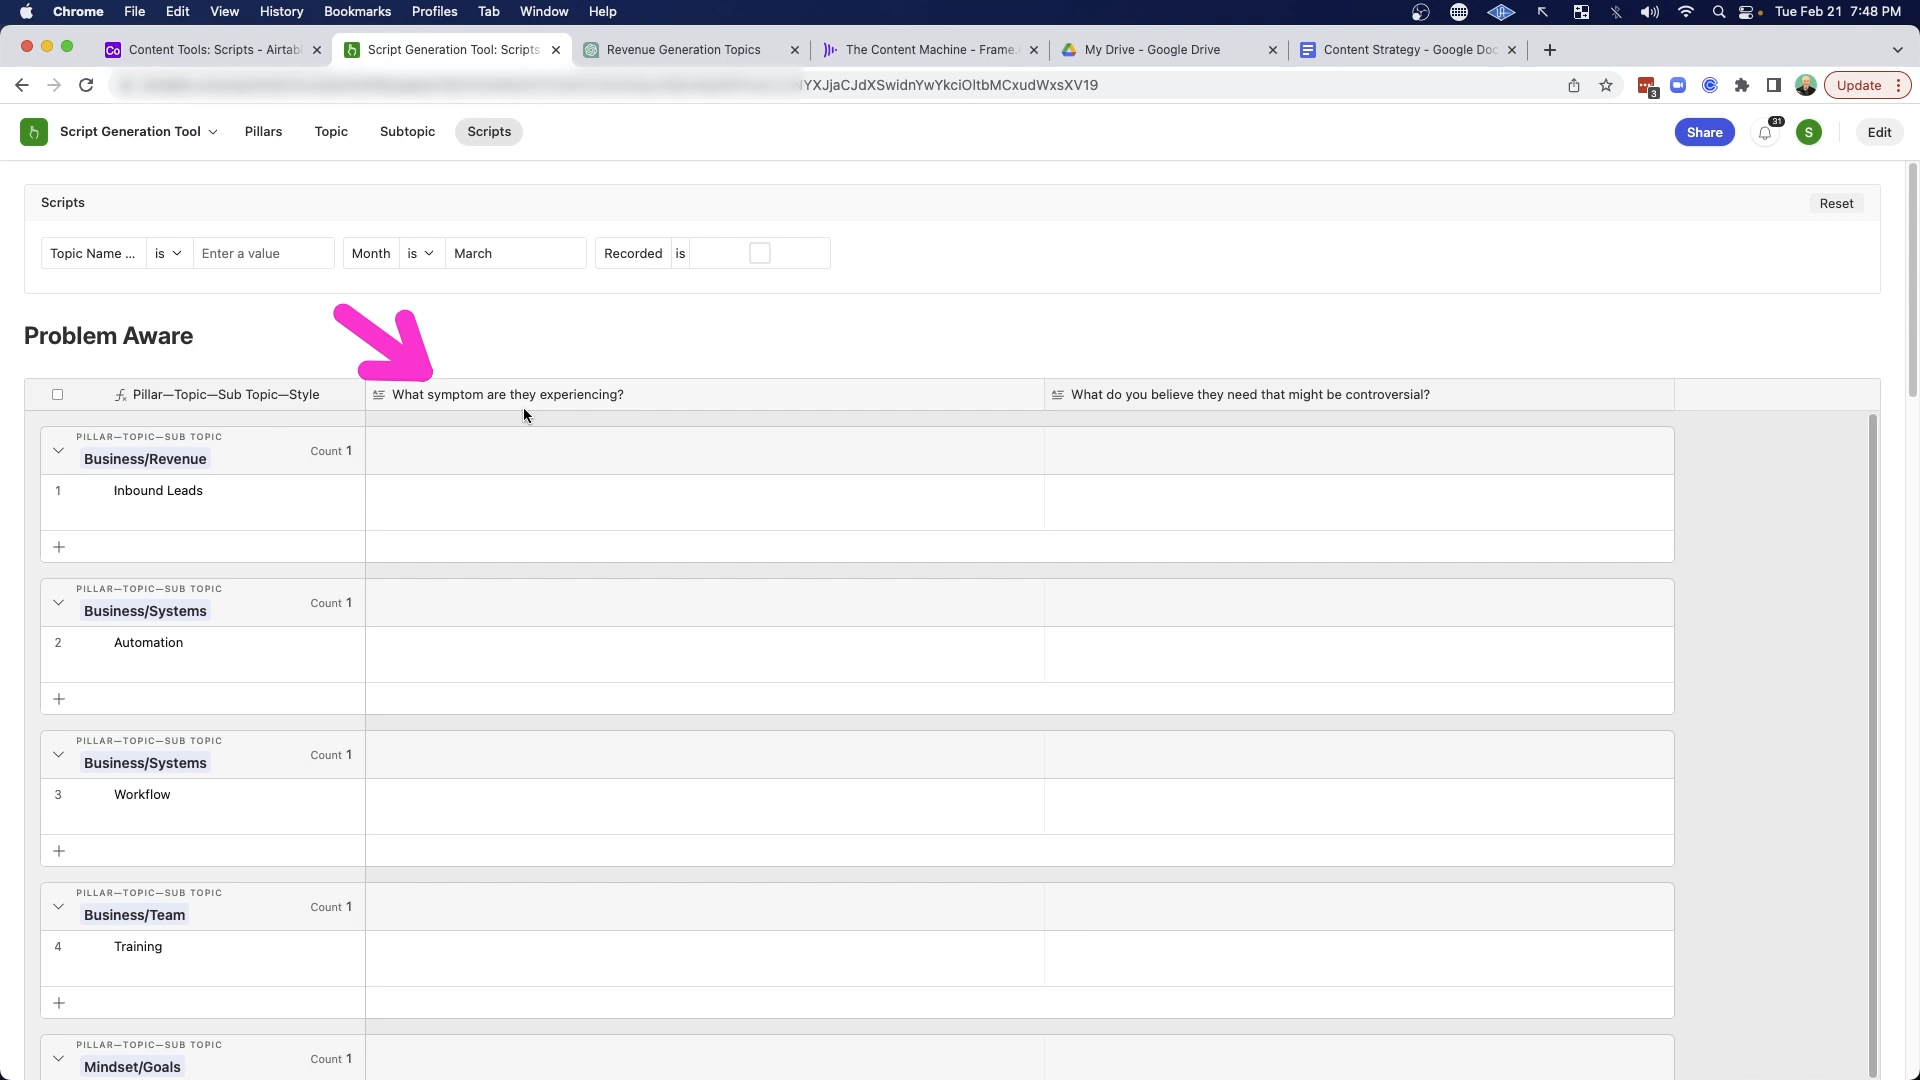 Chrome File Edit View History Bookmarks Profiles Tab Window Help Tue Feb 21 7:48 PM
Content Tools: Scripts - Airtabl Script Generation Tool: Scripts Revenue Generation Topics The Content Machine - Frame.i My Drive - Google Drive Content Strategy - Google Doc
YXJjaCJdXSwidnYwYkciOltbMCxudWxsXV19 3 Update
Script Generation Tool Pillars Topic Subtopic Scripts Share 31 S Edit
Scripts Reset
Topic Name ... is Enter a value Month is March Recorded is
Problem Aware
Pillar—Topic—Sub Topic—Style What symptom are they experiencing? What do you believe they need that might be controversial?
PILLAR—TOPIC—SUB TOPIC
Business/Revenue Count 1
1 Inbound Leads
+
PILLAR—TOPIC—SUB TOPIC
Business/Systems Count 1
2 Automation
+
PILLAR—TOPIC—SUB TOPIC
Business/Systems Count 1
3 Workflow
+
PILLAR—TOPIC—SUB TOPIC
Business/Team Count 1
4 Training
+
PILLAR—TOPIC—SUB TOPIC
Mindset/Goals Count 1